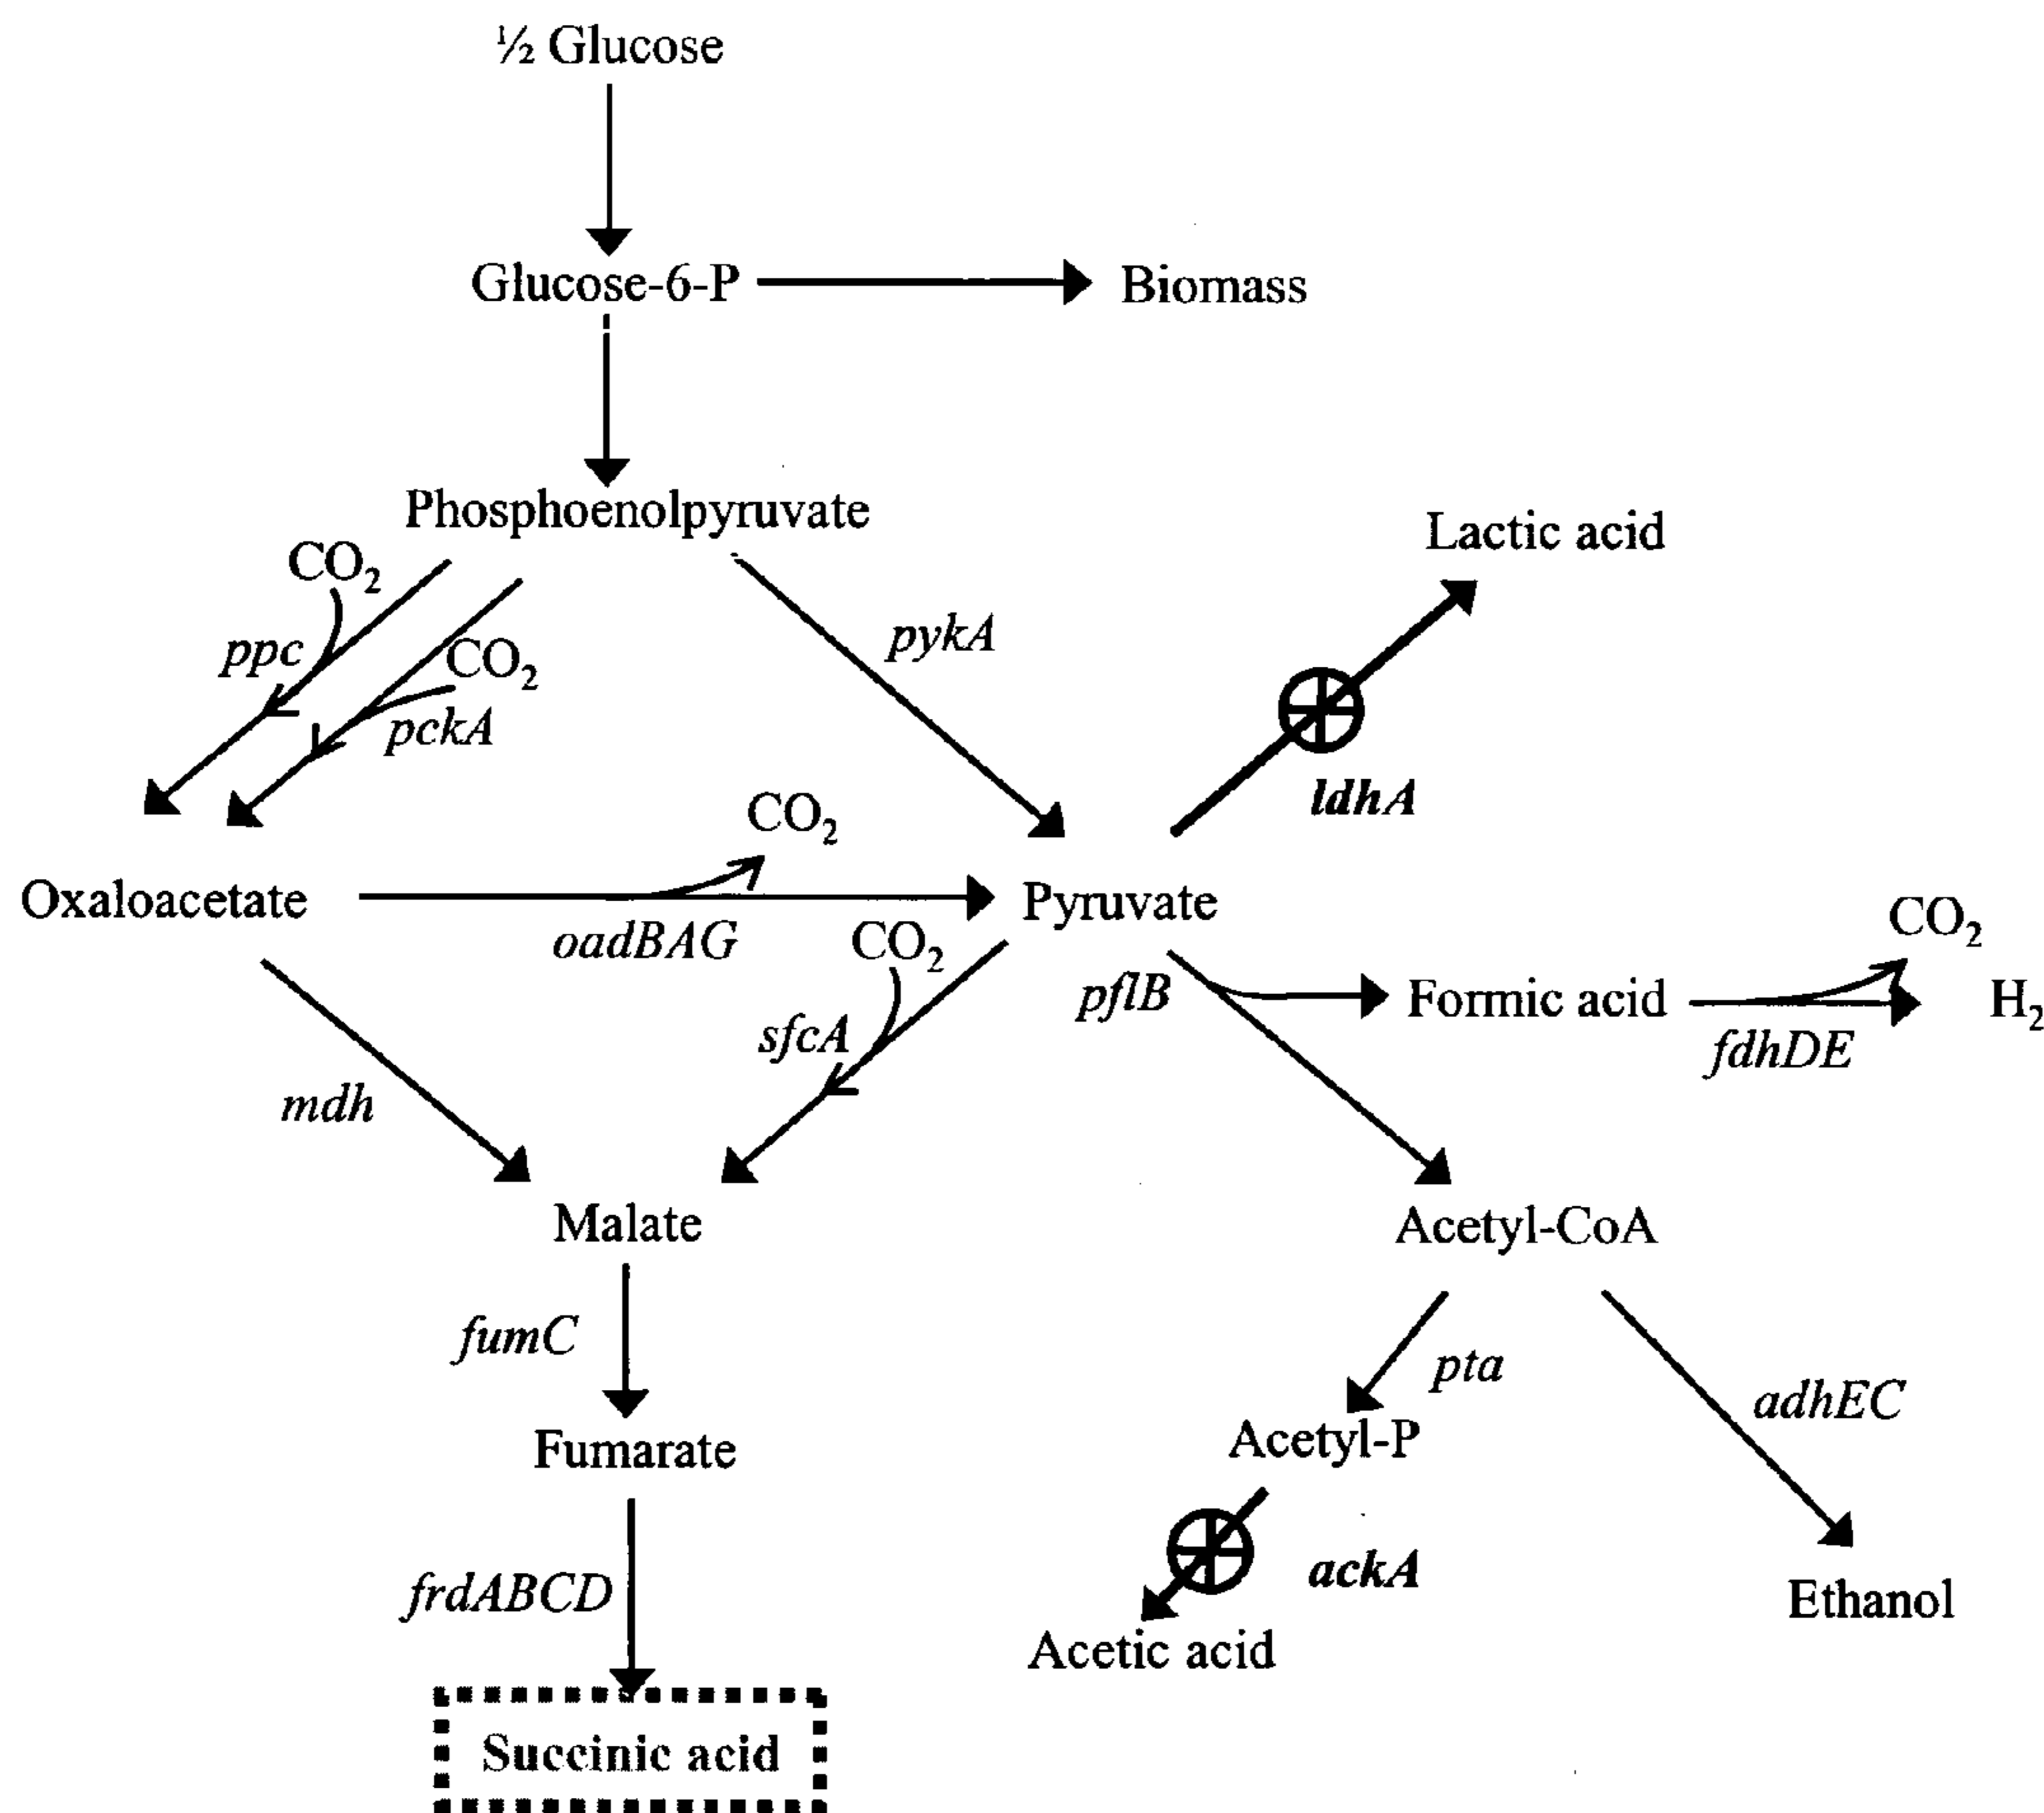 ½ Glucose
Glucose-6-P
Biomass
Phosphoenolpyruvate
Lactic acid
CO₂
ppc
CO₂
pckA
pykA
ldhA
CO₂
Oxaloacetate
Pyruvate
oadBAG
CO₂
CO₂
pflB
Formic acid
H₂
sfcA
fdhDE
mdh
Malate
Acetyl-CoA
fumC
pta
adhEC
Fumarate
Acetyl-P
frdABCD
ackA
Ethanol
Acetic acid
Succinic acid